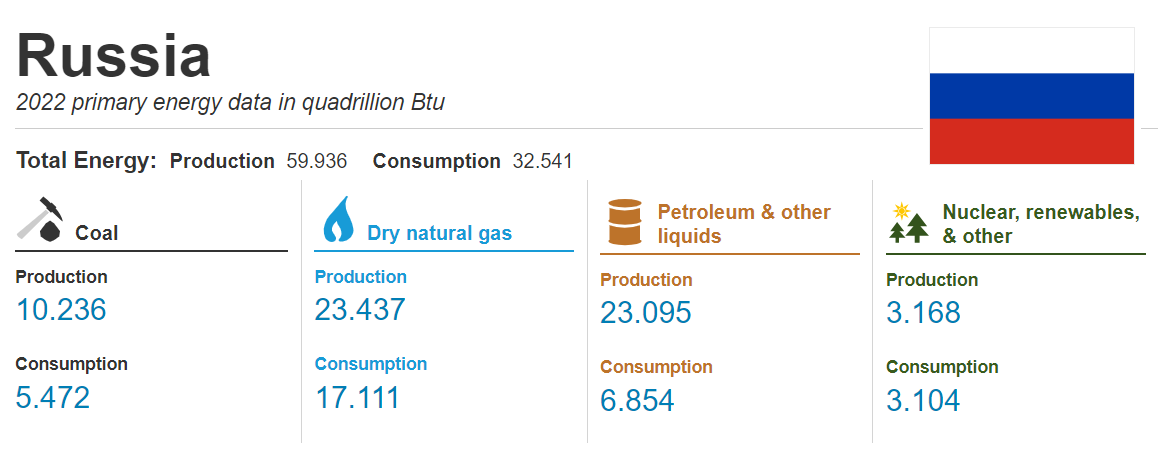 Russia
2022 primary energy data in quadrillion Btu
Total Energy: Production 59.936 Consumption 32.541
Coal
Production
10.236
Consumption
5.472
Dry natural gas
Production
23.437
Consumption
17.111
Petroleum & other
liquids
Production
23.095
Consumption
6.854
Nuclear, renewables,
& other
Production
3.168
Consumption
3.104